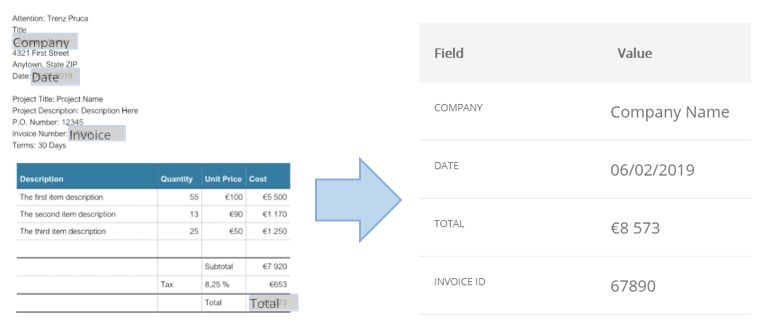 Attention: Trenz Pruca
Title
Company
4321 First Street
Anytown, State ZIP
Date: Date 2019
Project Title: Project Name
Project Description: Description Here
P.O. Number: 12345
Invoice Number: Invoice
Terms: 30 Days
Description Quantity Unit Price Cost
The first item description 55 €100 €5 500
The second item description 13 €90 €1 170
The third item description 25 €50 €1 250
Subtotal €7 920
Tax 8,25 % €653
Total Total
Field Value
COMPANY Company Name
DATE 06/02/2019
TOTAL €8 573
INVOICE ID 67890